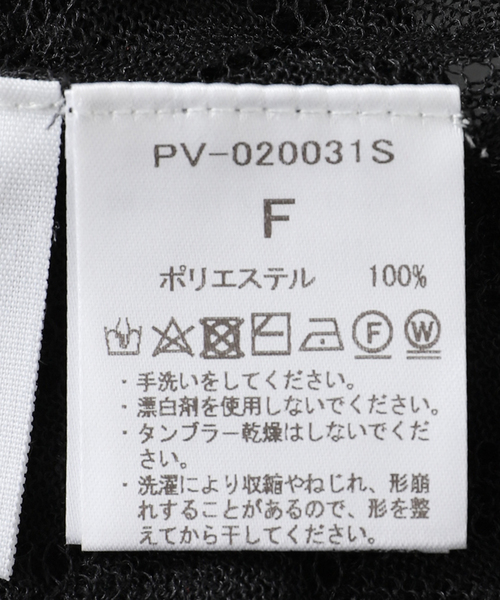 PV-020031S
F
ポリエステル 100%
F W
・手洗いをしてください。
・漂白剤を使用しないでください。
・タンブラー乾燥はしないでくだ
さい。
・洗濯により収縮やねじれ、形崩
れすることがあるので、形を整
えてから干してください。